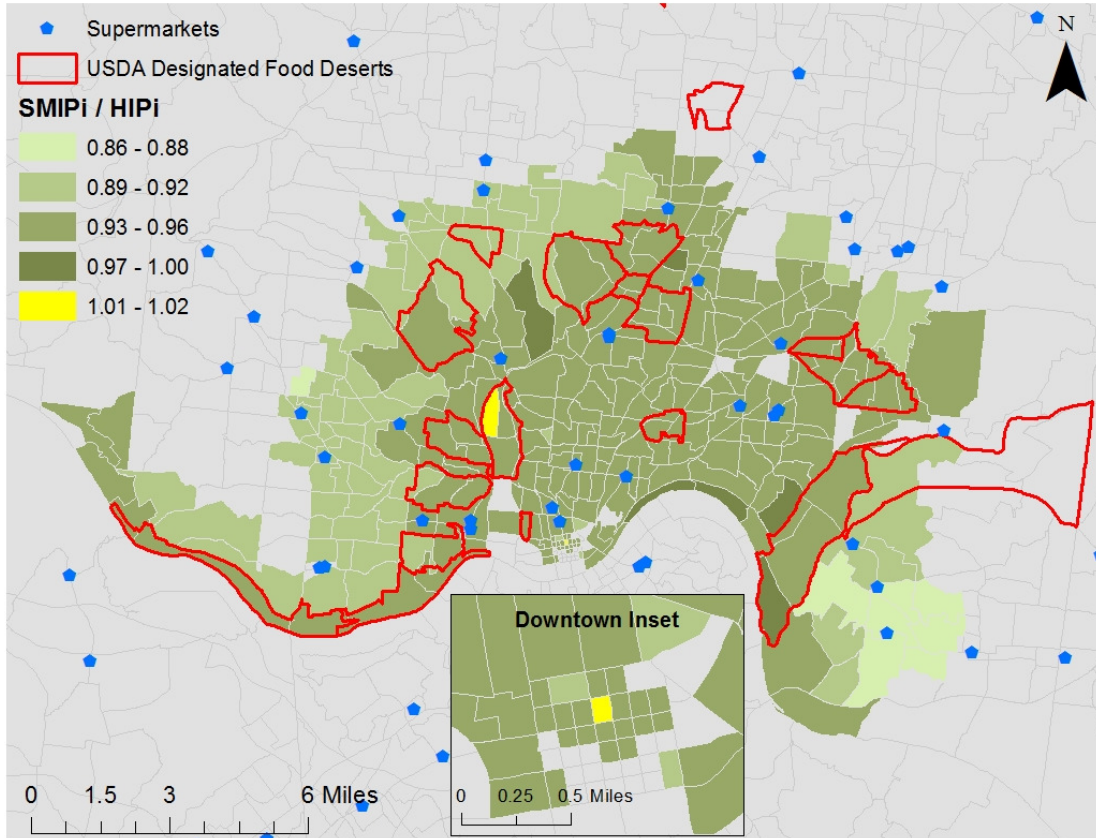 Supermarkets
USDA Designated Food Deserts
SMIPi / HIPi
0.86 - 0.88
0.89 - 0.92
0.93 - 0.96
0.97 - 1.00
1.01 - 1.02
N
Downtown Inset
0 0.25 0.5 Miles
0 1.5 3 6 Miles